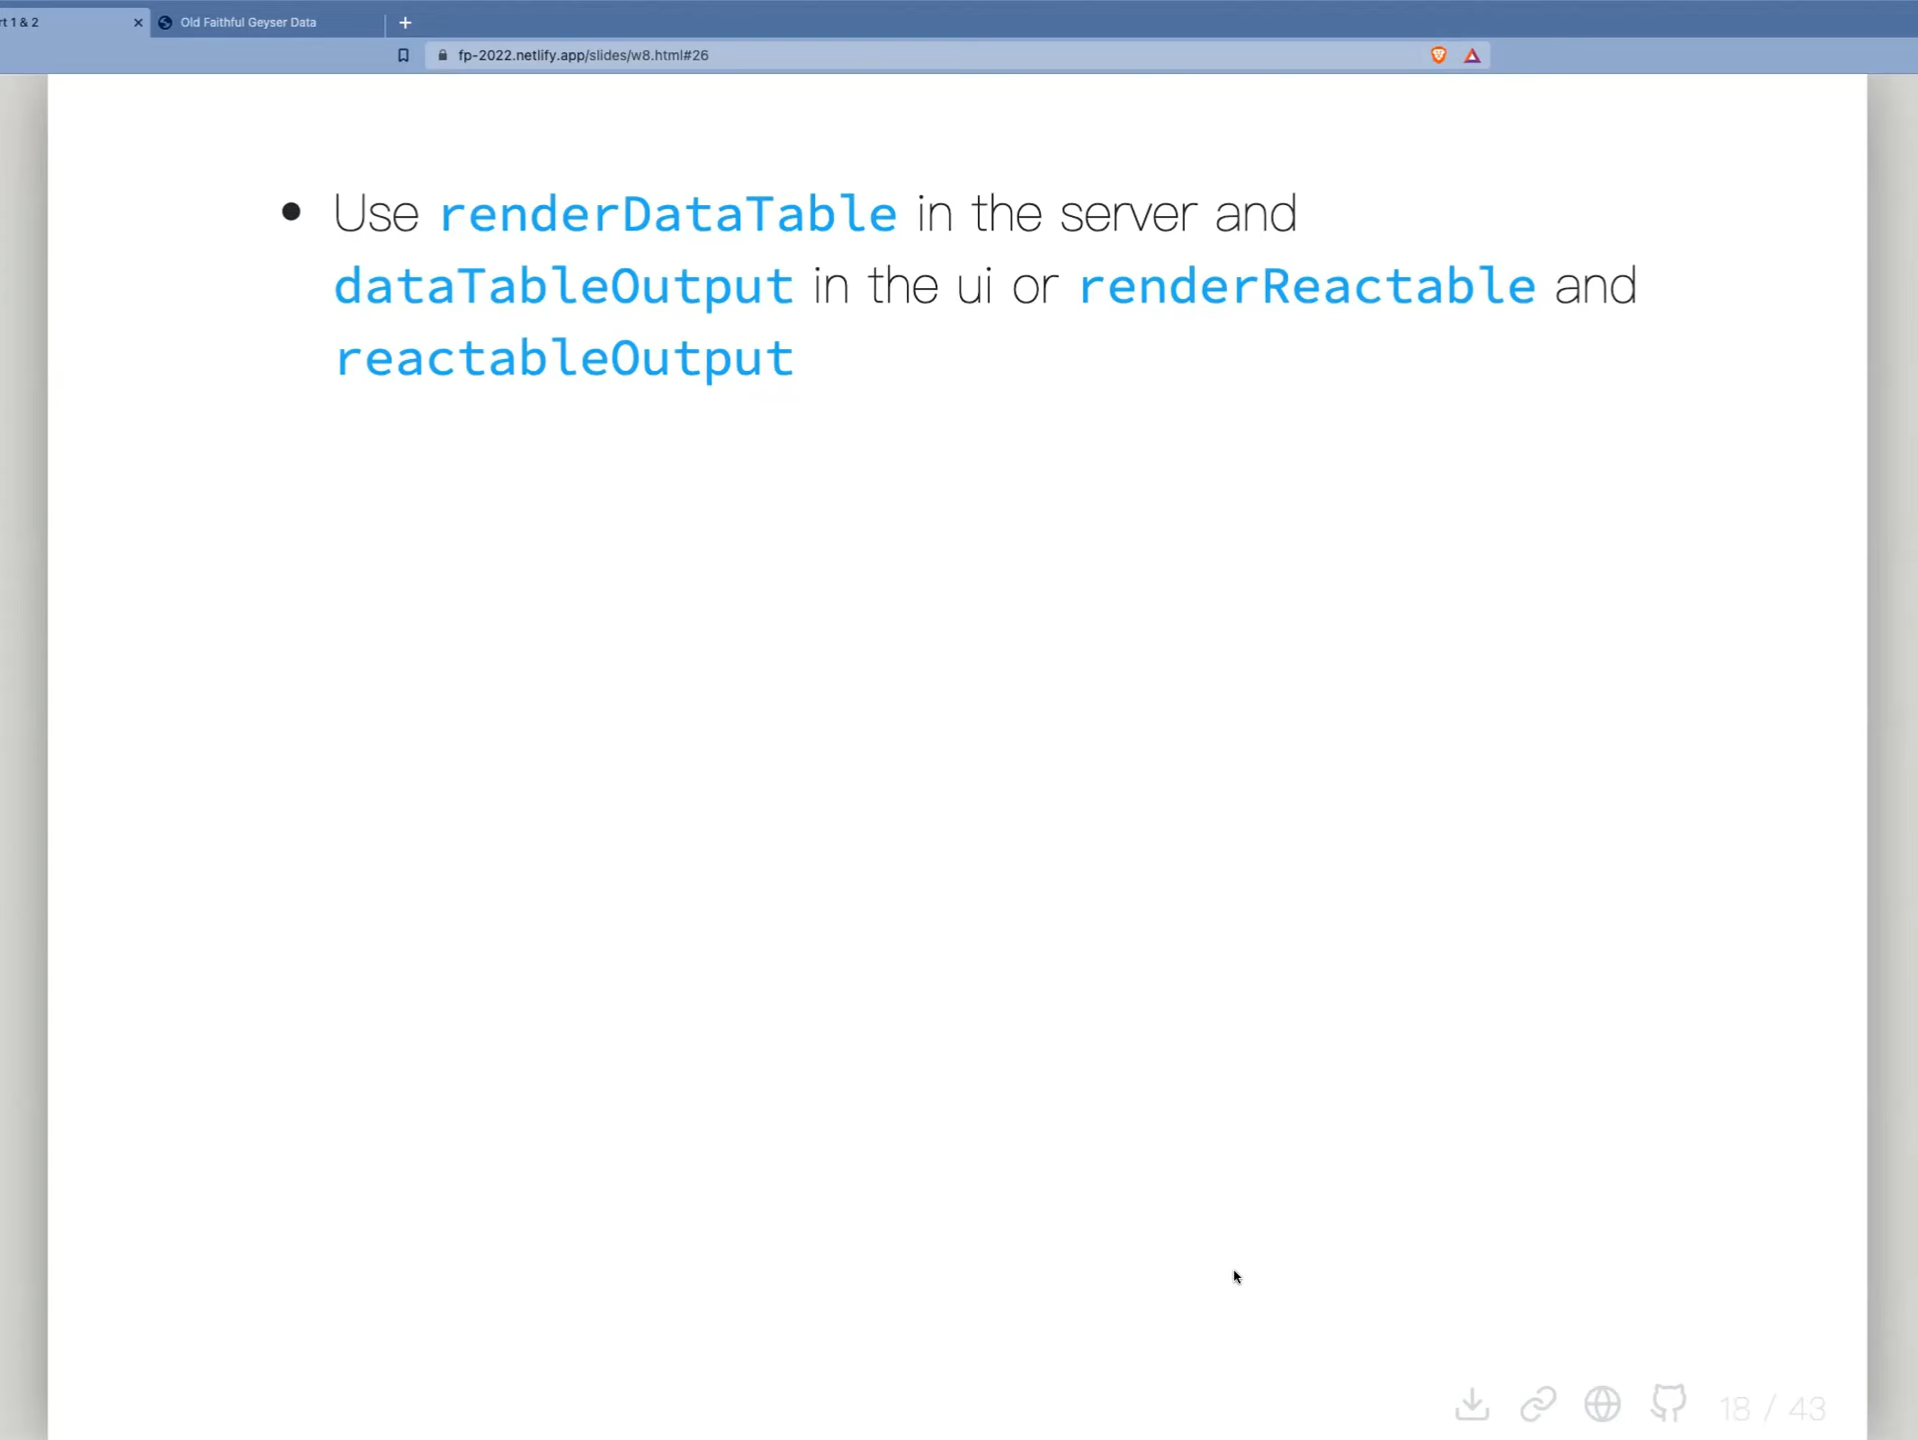 rt 1 & 2
Old Faithful Geyser Data
fp-2022.netlify.app/slides/w8.html#26
Use renderDataTable in the server and
dataTableOutput in the ui or renderReactable and
reactableOutput
18 / 43